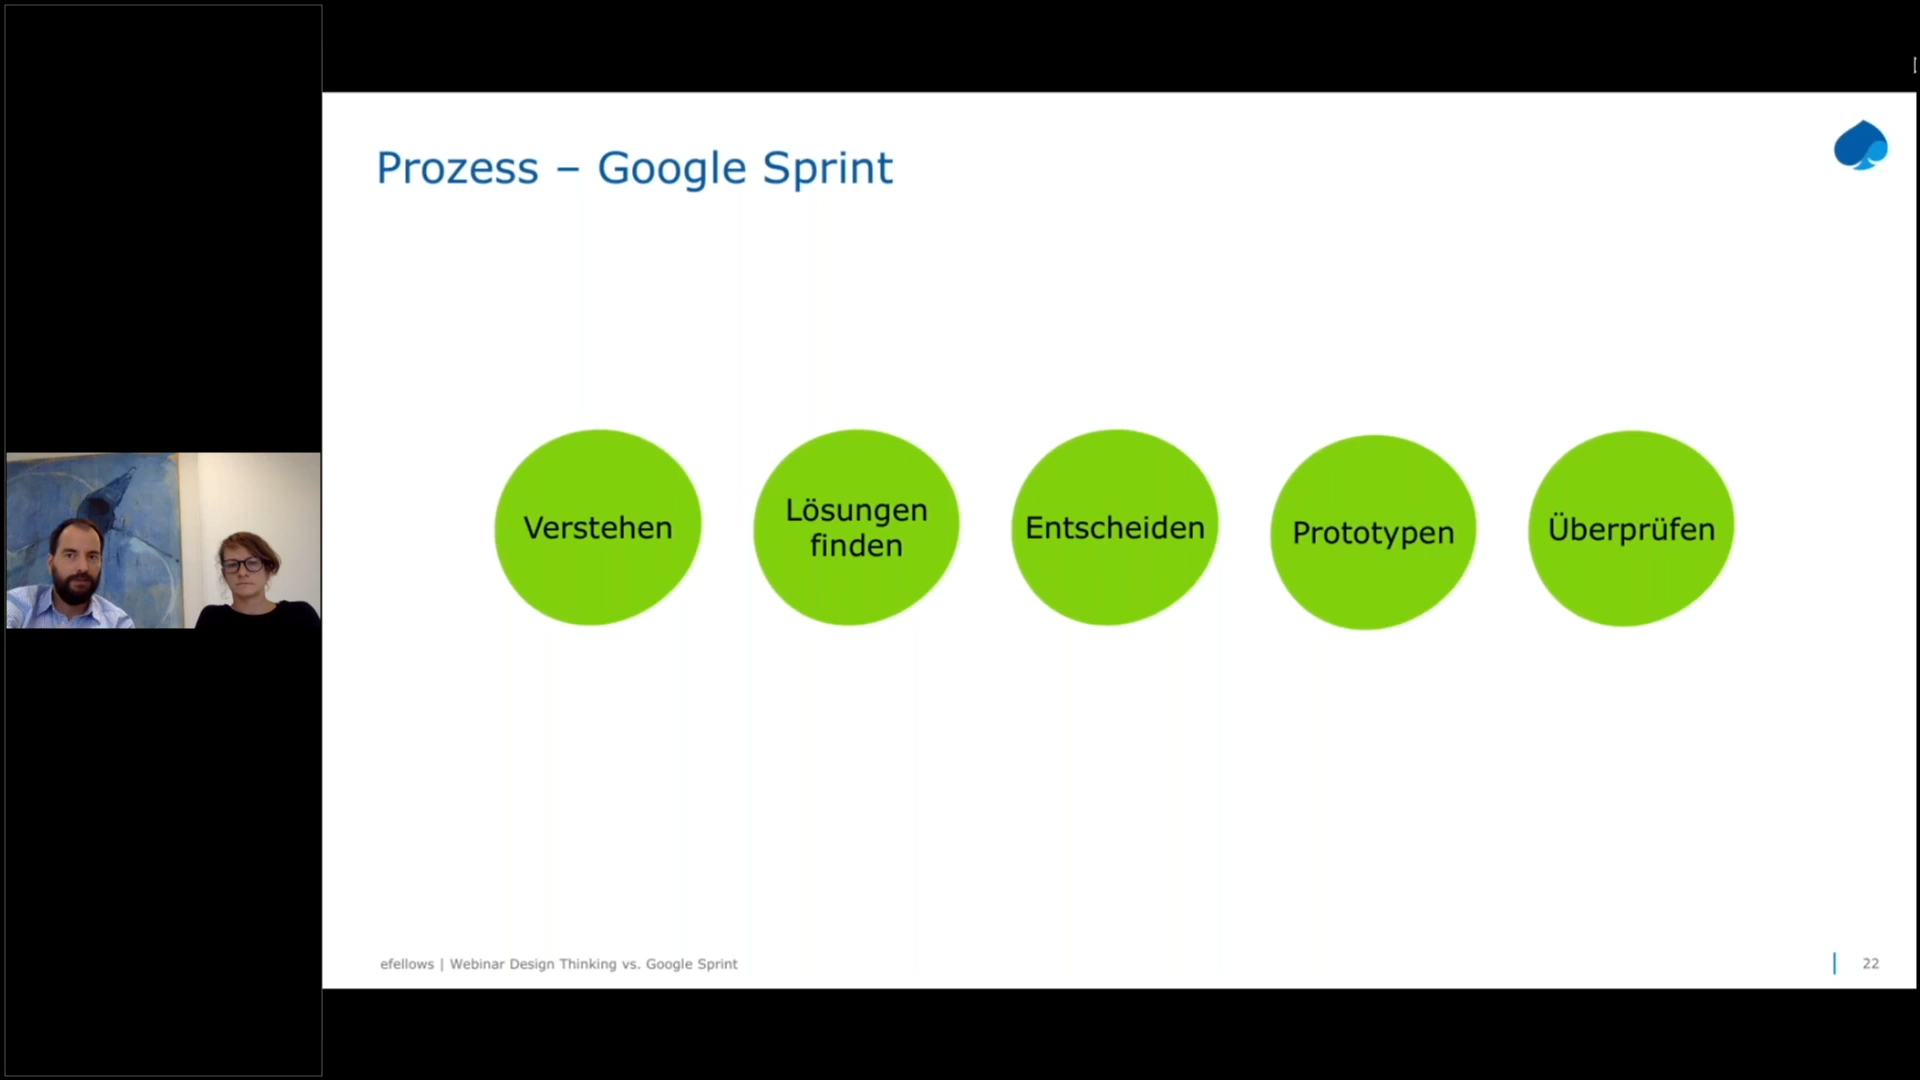 Prozess – Google Sprint
Verstehen
Lösungen
finden
Entscheiden
Prototypen
Überprüfen
efellows | Webinar Design Thinking vs. Google Sprint
22